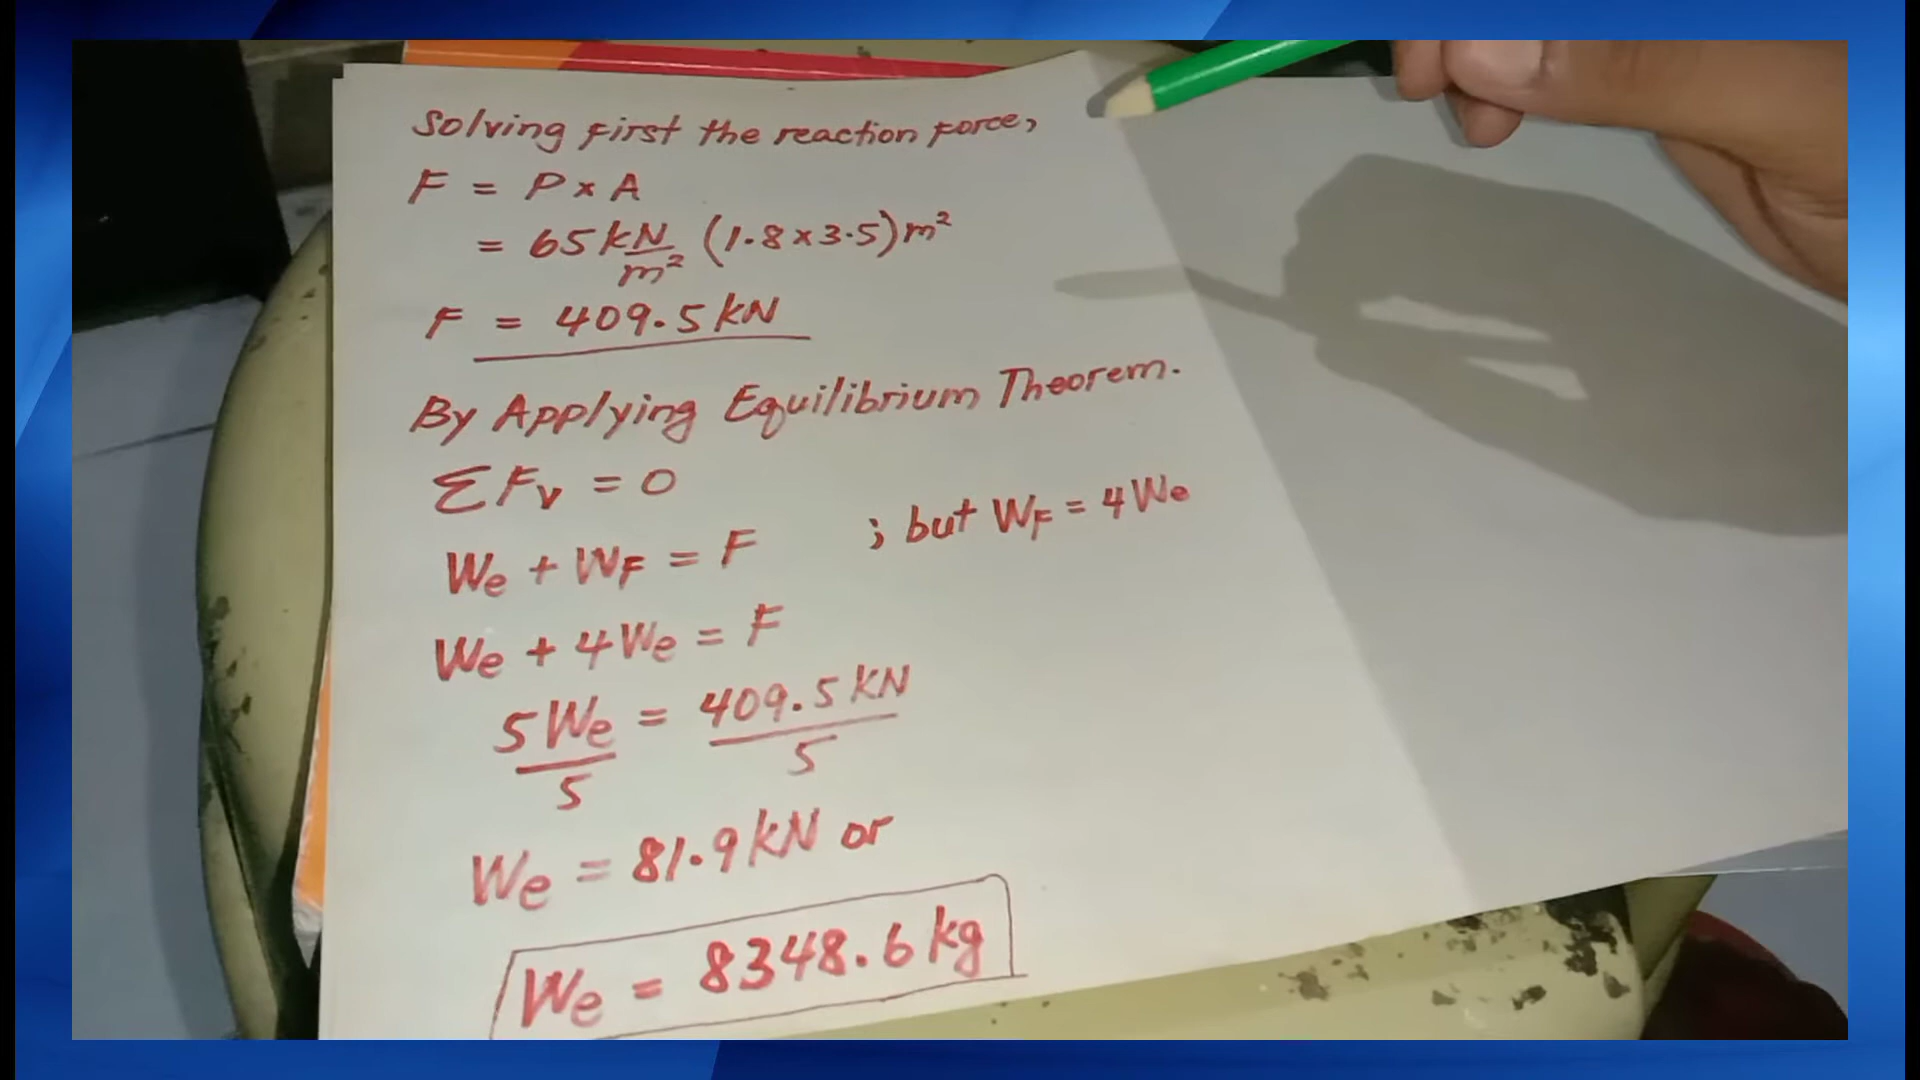 Solving first the reaction force,
F = P x A
= 65 kN/m² (1.8 x 3.5) m²
F = 409.5 kN
By Applying Equilibrium Theorem.
ΣFv = 0
We + WF = F ; but WF = 4We
We + 4We = F
5We/5 = 409.5 kN/5
We = 81.9 kN or
We = 8348.6 kg